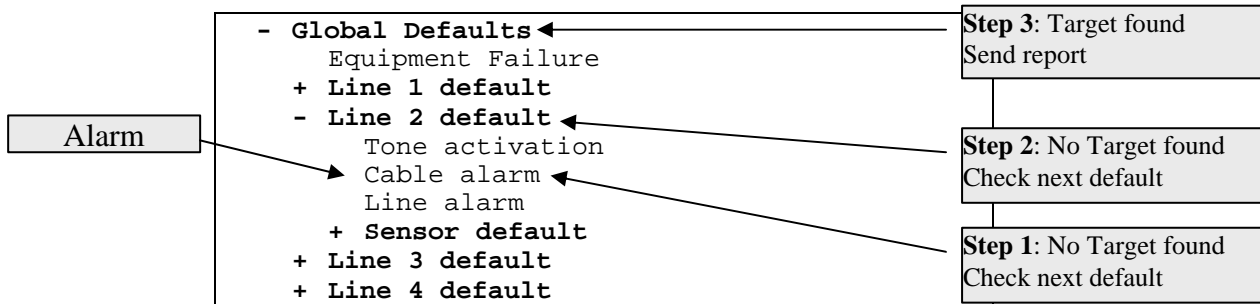 - Global Defaults
Equipment Failure
+ Line 1 default
- Line 2 default
Tone activation
Cable alarm
Line alarm
+ Sensor default
+ Line 3 default
+ Line 4 default
Alarm
Step 3: Target found
Send report
Step 2: No Target found
Check next default
Step 1: No Target found
Check next default